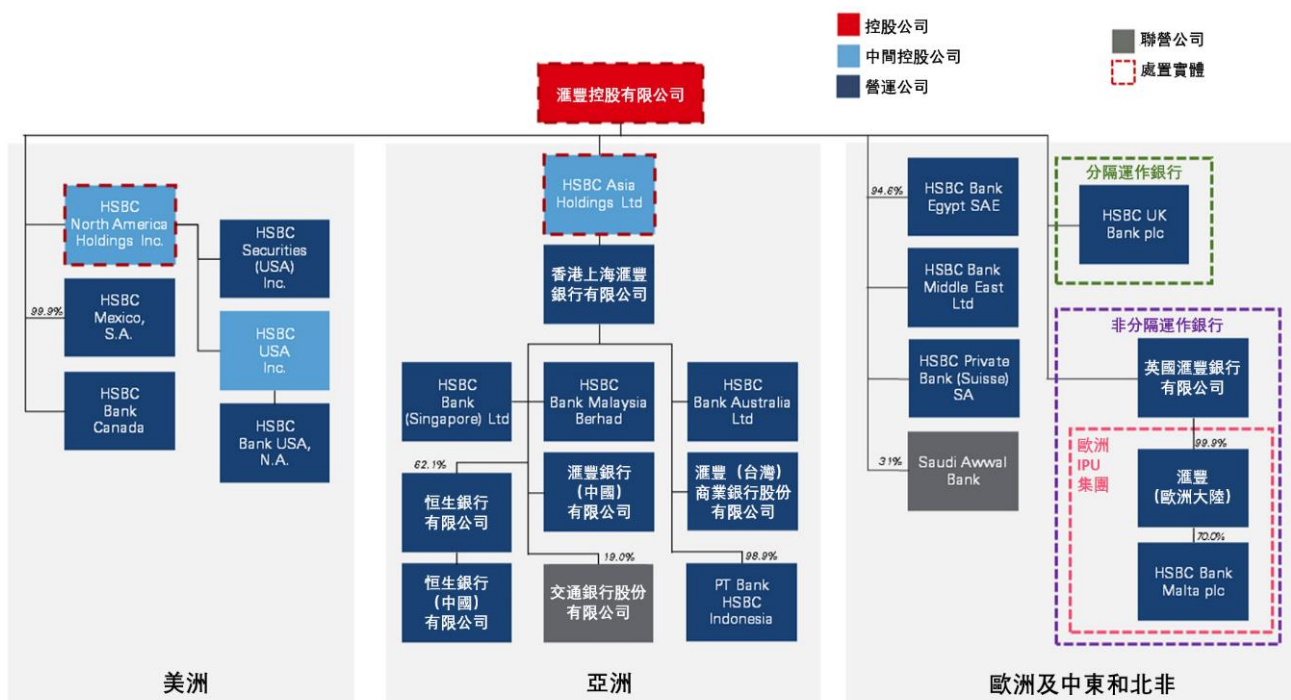 控股公司
中間控股公司
營運公司
聯營公司
處置實體
滙豐控股有限公司
HSBC
North America
Holdings Inc.
HSBC
Securities
(USA)
Inc.
99.9%
HSBC
Mexico,
S.A.
HSBC
USA
Inc.
HSBC
Bank
Canada
HSBC
Bank USA,
N.A.
美洲
HSBC Asia
Holdings Ltd
香港上海滙豐
銀行有限公司
HSBC
Bank
(Singapore) Ltd
HSBC
Bank Malaysia
Berhad
HSBC
Bank Australia
Ltd
62.1%
恒生銀行
有限公司
滙豐銀行
（中國）
有限公司
滙豐（台灣）
商業銀行股份
有限公司
19.0%
98.9%
恒生銀行
（中國）
有限公司
交通銀行股份
有限公司
PT Bank
HSBC
Indonesia
亞洲
94.6%
HSBC Bank
Egypt SAE
HSBC Bank
Middle East
Ltd
HSBC Private
Bank (Suisse)
SA
31%
Saudi Awwal
Bank
分隔運作銀行
HSBC UK
Bank plc
非分隔運作銀行
英國滙豐銀行
有限公司
99.9%
歐洲
IPU
集團
滙豐
（歐洲大陸）
70.0%
HSBC Bank
Malta plc
歐洲及中東和北非